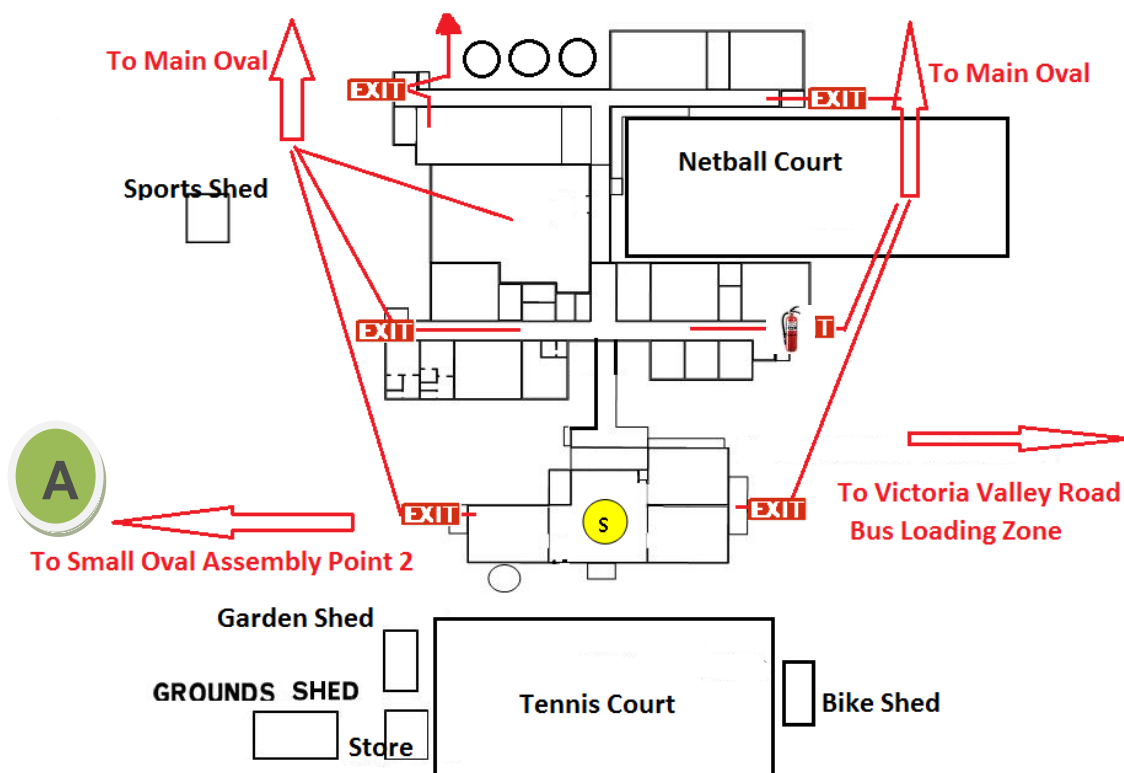 To Main Oval
To Main Oval
EXIT
EXIT
Netball Court
Sports Shed
EXIT
T
A
To Victoria Valley Road
Bus Loading Zone
EXIT
S
EXIT
To Small Oval Assembly Point 2
Garden Shed
GROUNDS SHED
Tennis Court
Bike Shed
Store